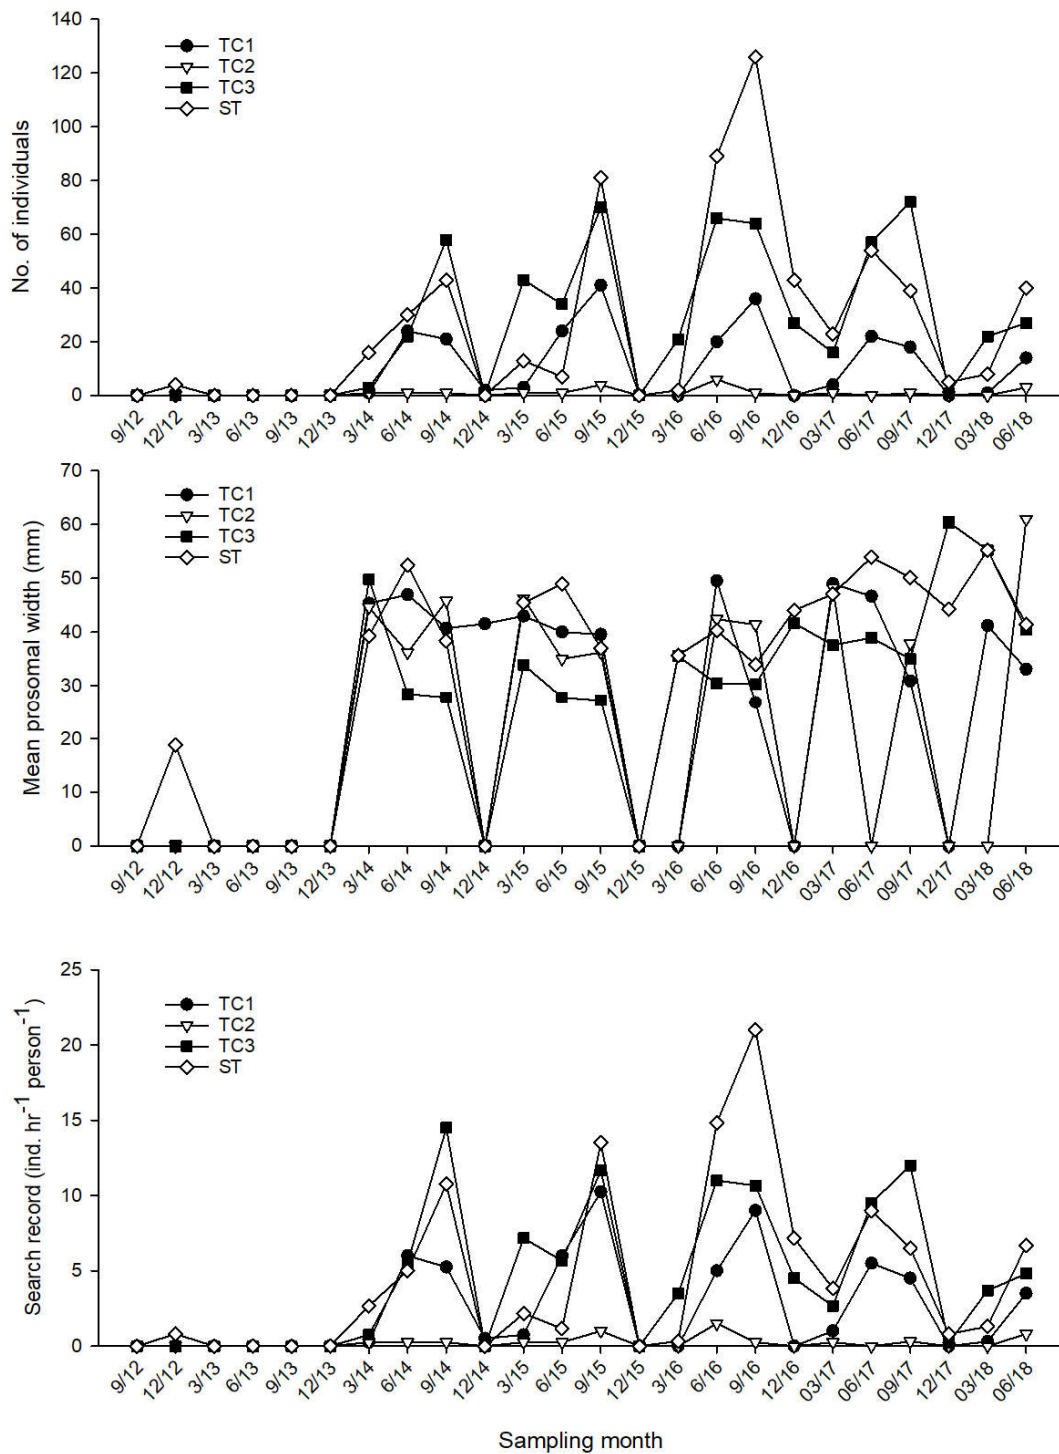 No. of individuals
140
120
100
80
60
40
20
0
TC1
TC2
TC3
ST
9/12 12/12 3/13 6/13 9/13 12/13 3/14 6/14 9/14 12/14 3/15 6/15 9/15 12/15 3/16 6/16 9/16 12/16 03/17 06/17 09/17 12/17 03/18 06/18
Mean prosomal width (mm)
70
60
50
40
30
20
10
0
TC1
TC2
TC3
ST
9/12 12/12 3/13 6/13 9/13 12/13 3/14 6/14 9/14 12/14 3/15 6/15 9/15 12/15 3/16 6/16 9/16 12/16 03/17 06/17 09/17 12/17 03/18 06/18
Search record (ind. hr⁻¹ person⁻¹)
25
20
15
10
5
0
TC1
TC2
TC3
ST
9/12 12/12 3/13 6/13 9/13 12/13 3/14 6/14 9/14 12/14 3/15 6/15 9/15 12/15 3/16 6/16 9/16 12/16 03/17 06/17 09/17 12/17 03/18 06/18
Sampling month